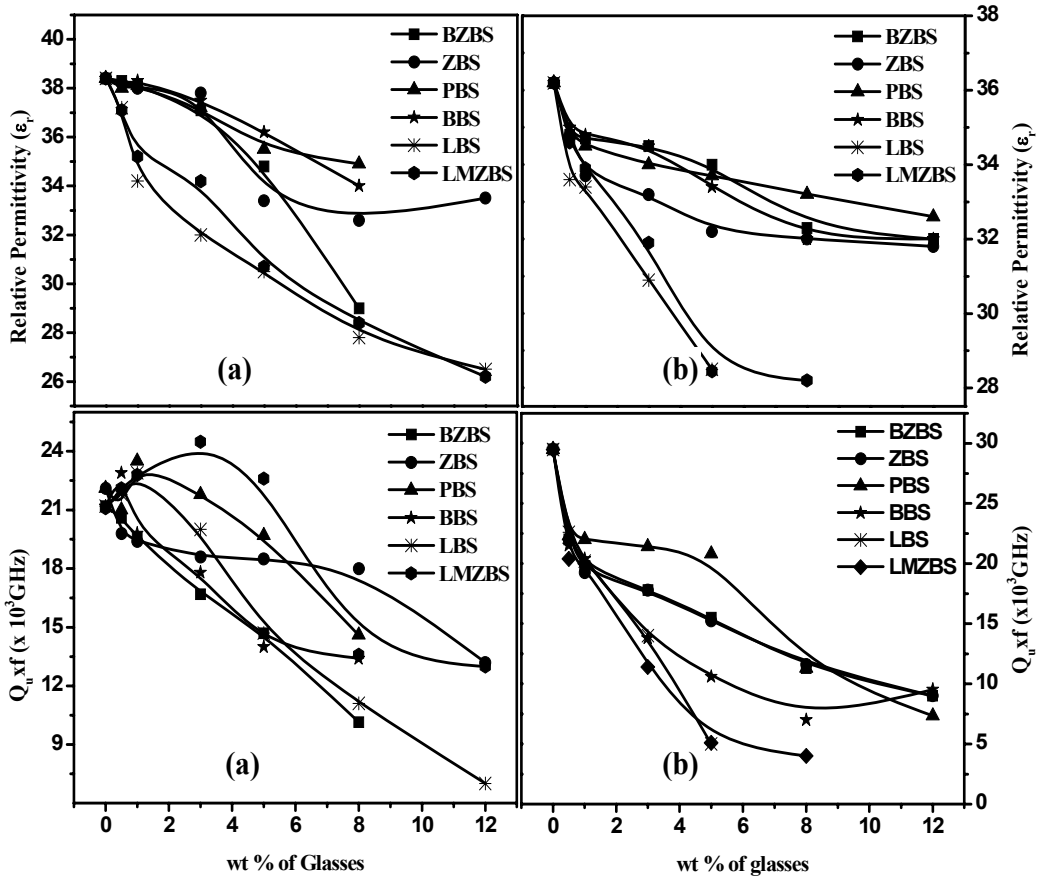 40
38
36
34
32
30
28
26
Relative Permittivity (εr)
BZBS
ZBS
PBS
BBS
LBS
LMZBS
(a)
38
36
34
32
30
28
Relative Permittivity (εr)
BZBS
ZBS
PBS
BBS
LBS
LMZBS
(b)
24
21
18
15
12
9
Quxf (x 10³GHz)
BZBS
ZBS
PBS
BBS
LBS
LMZBS
(a)
0 2 4 6 8 10 12
wt % of Glasses
30
25
20
15
10
5
0
Quxf (x10³GHz)
BZBS
ZBS
PBS
BBS
LBS
LMZBS
(b)
0 2 4 6 8 10 12
wt % of glasses